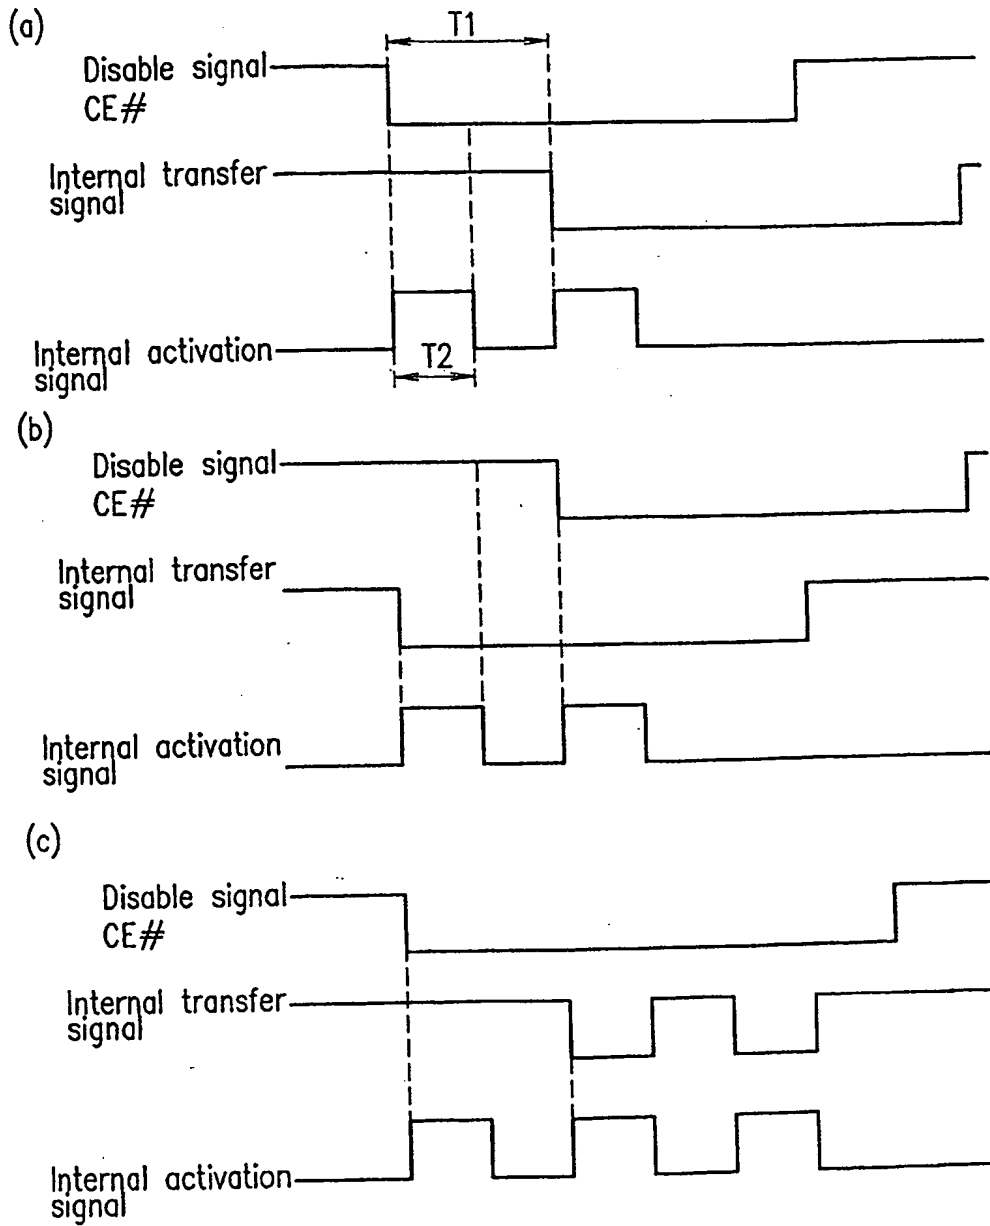 (a)
T1
Disable signal
CE#
Internal transfer
signal
Internal activation
signal
T2
(b)
Disable signal
CE#
Internal transfer
signal
Internal activation
signal
(c)
Disable signal
CE#
Internal transfer
signal
Internal activation
signal